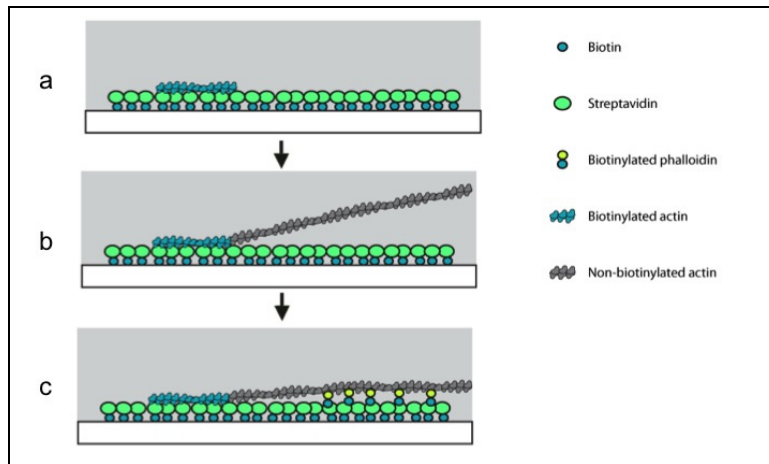 a
Biotin
Streptavidin
Biotinylated phalloidin
b
Biotinylated actin
Non-biotinylated actin
c